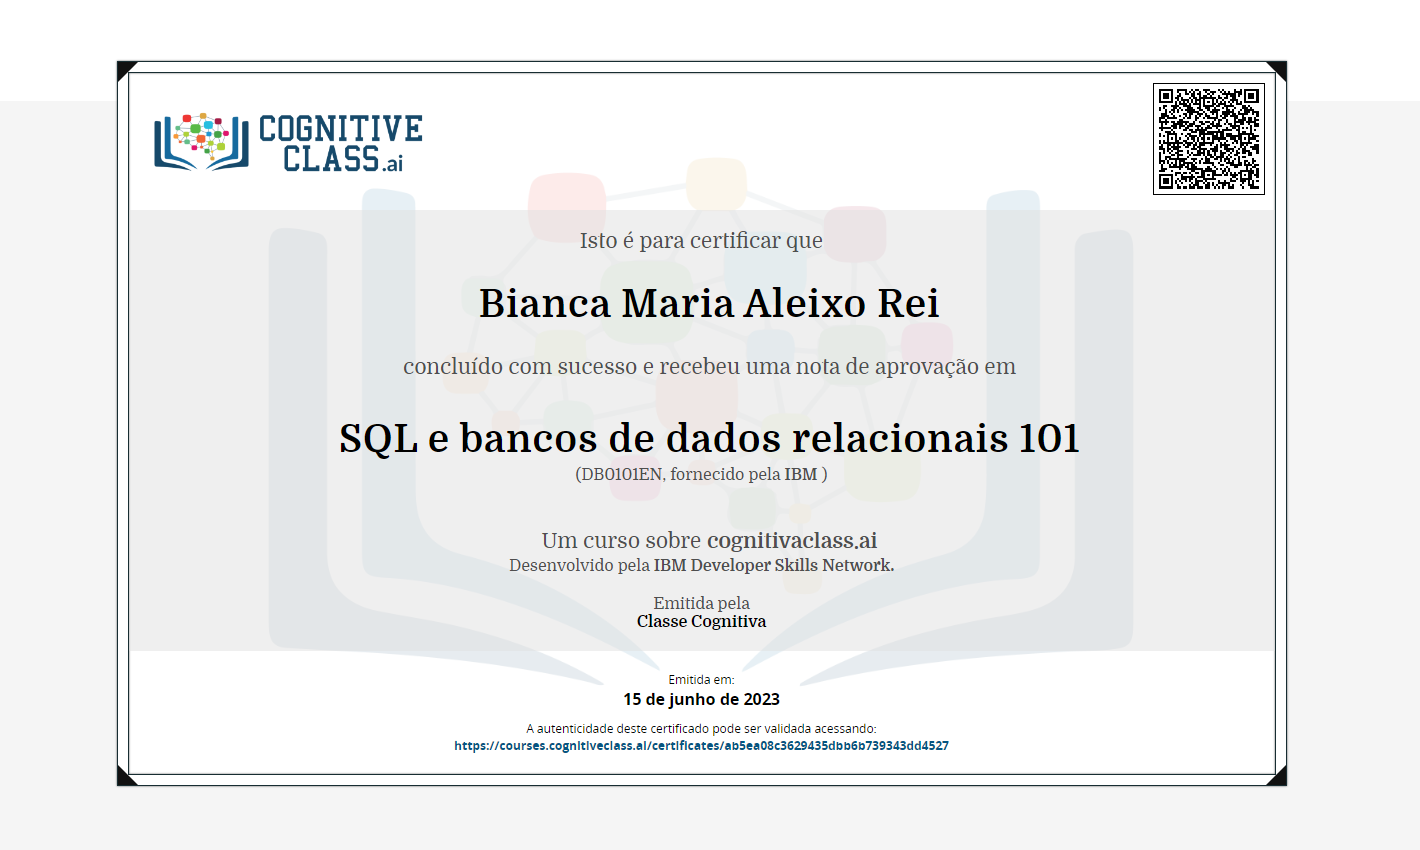 COGNITIVE
CLASS.ai
Isto é para certificar que
Bianca Maria Aleixo Rei
concluído com sucesso e recebeu uma nota de aprovação em
SQL e bancos de dados relacionais 101
(DB0101EN, fornecido pela IBM )
Um curso sobre cognitivaclass.ai
Desenvolvido pela IBM Developer Skills Network.
Emitida pela
Classe Cognitiva
Emitida em:
15 de junho de 2023
A autenticidade deste certificado pode ser validada acessando:
https://courses.cognitiveclass.ai/certificates/ab5ea08c3629435dbb6b739343dd4527